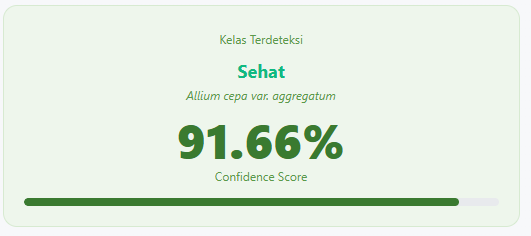 Kelas Terdeteksi
Sehat
Allium cepa var. aggregatum
91.66%
Confidence Score